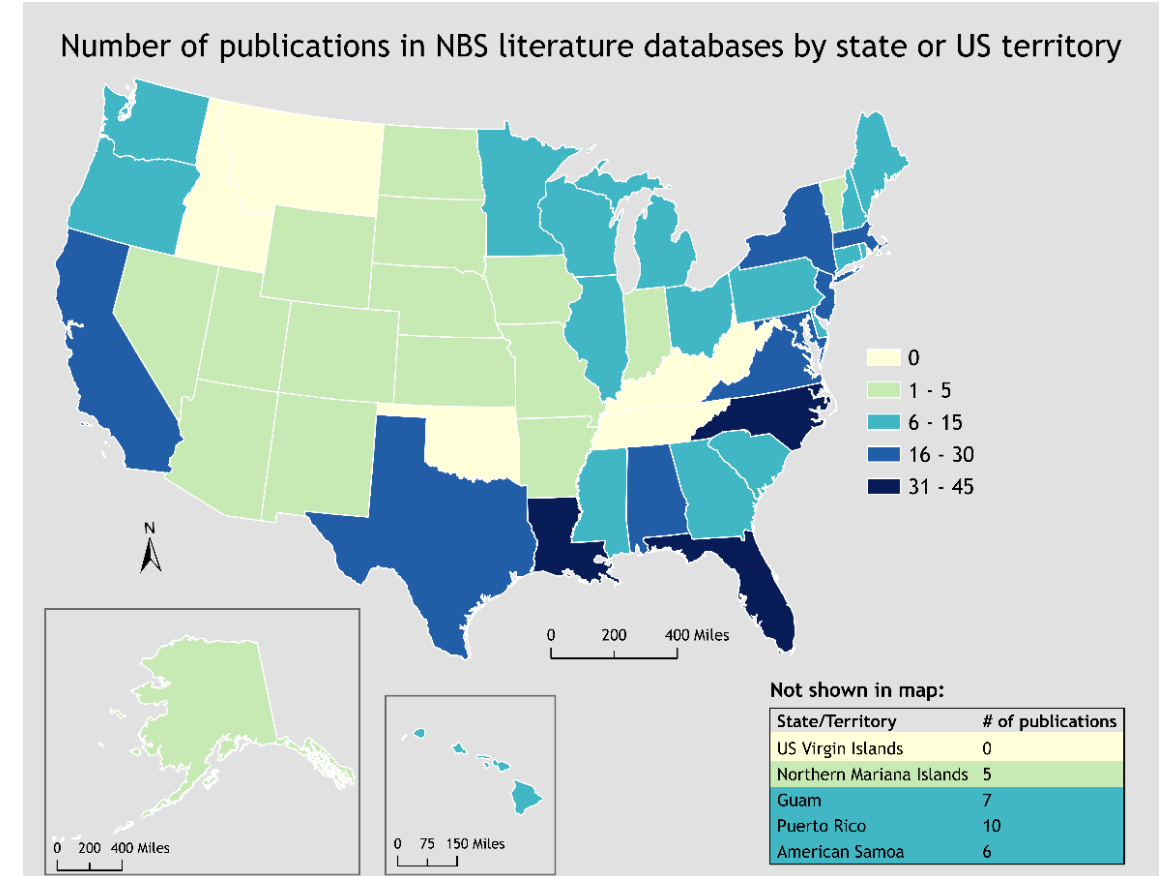 Number of publications in NBS literature databases by state or US territory
0
1 - 5
6 - 15
16 - 30
31 - 45
N
0 200 400 Miles
Not shown in map:
State/Territory # of publications
US Virgin Islands 0
Northern Mariana Islands 5
Guam 7
Puerto Rico 10
American Samoa 6
0 200 400 Miles
0 75 150 Miles